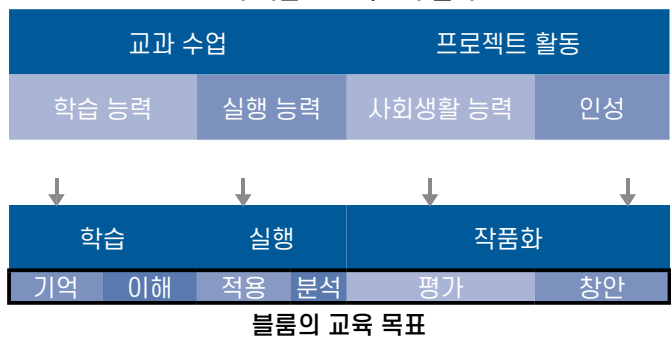 교과 수업 프로젝트 활동
학습 능력 실행 능력 사회생활 능력 인성
학습 실행 작품화
기억 이해 적용 분석 평가 창안
블룸의 교육 목표